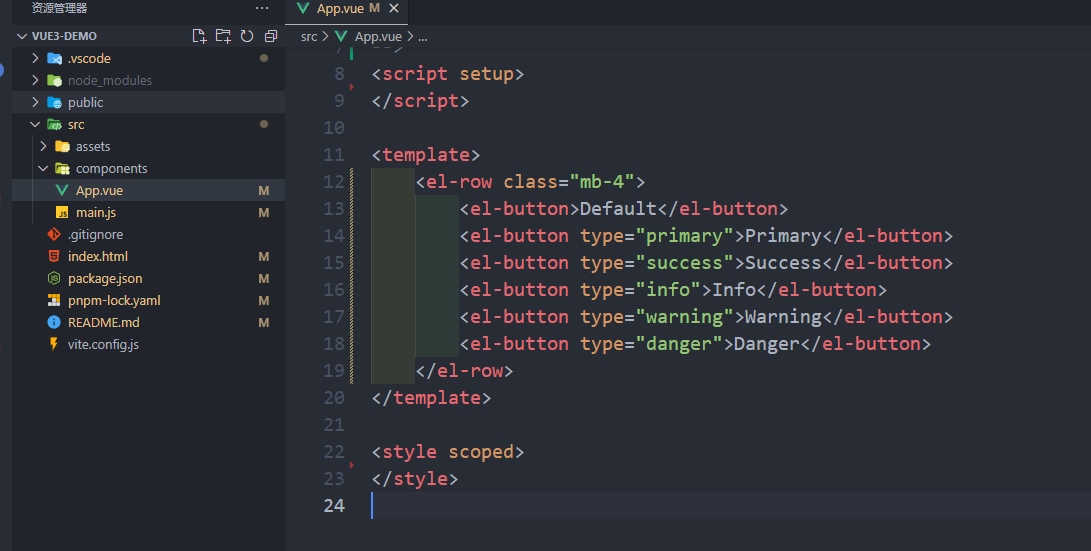 资源管理器
···
App.vue M
VUE3-DEMO
src > App.vue > ...
.vscode
node_modules
public
src
assets
components
App.vue M
main.js M
.gitignore
index.html M
package.json M
pnpm-lock.yaml M
README.md M
vite.config.js
7 -->
8 <script setup>
9 </script>
10
11 <template>
12 <el-row class="mb-4">
13 <el-button>Default</el-button>
14 <el-button type="primary">Primary</el-button>
15 <el-button type="success">Success</el-button>
16 <el-button type="info">Info</el-button>
17 <el-button type="warning">Warning</el-button>
18 <el-button type="danger">Danger</el-button>
19 </el-row>
20 </template>
21
22 <style scoped>
23 </style>
24